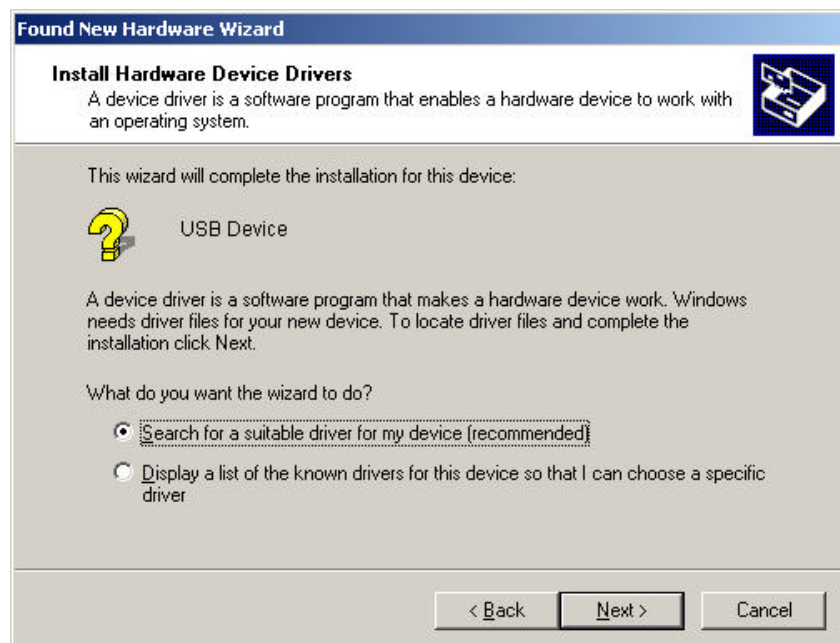 Found New Hardware Wizard
Install Hardware Device Drivers
A device driver is a software program that enables a hardware device to work with
an operating system.
This wizard will complete the installation for this device:
USB Device
A device driver is a software program that makes a hardware device work. Windows
needs driver files for your new device. To locate driver files and complete the
installation click Next.
What do you want the wizard to do?
Search for a suitable driver for my device (recommended)
Display a list of the known drivers for this device so that I can choose a specific
driver
< Back
Next >
Cancel